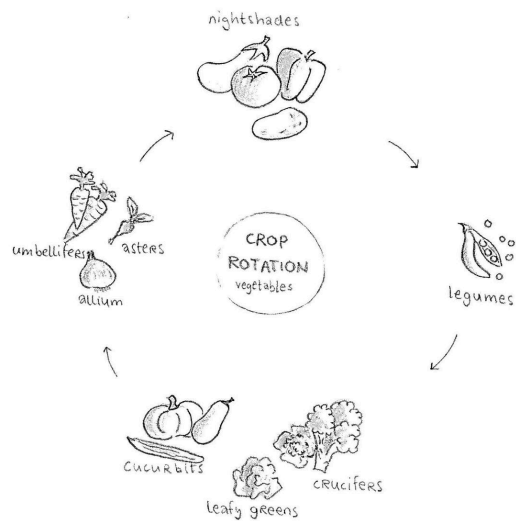 nightshades
umbellifers
asters
allium
CROP
ROTATION
vegetables
legumes
cucurbits
leafy greens
crucifers